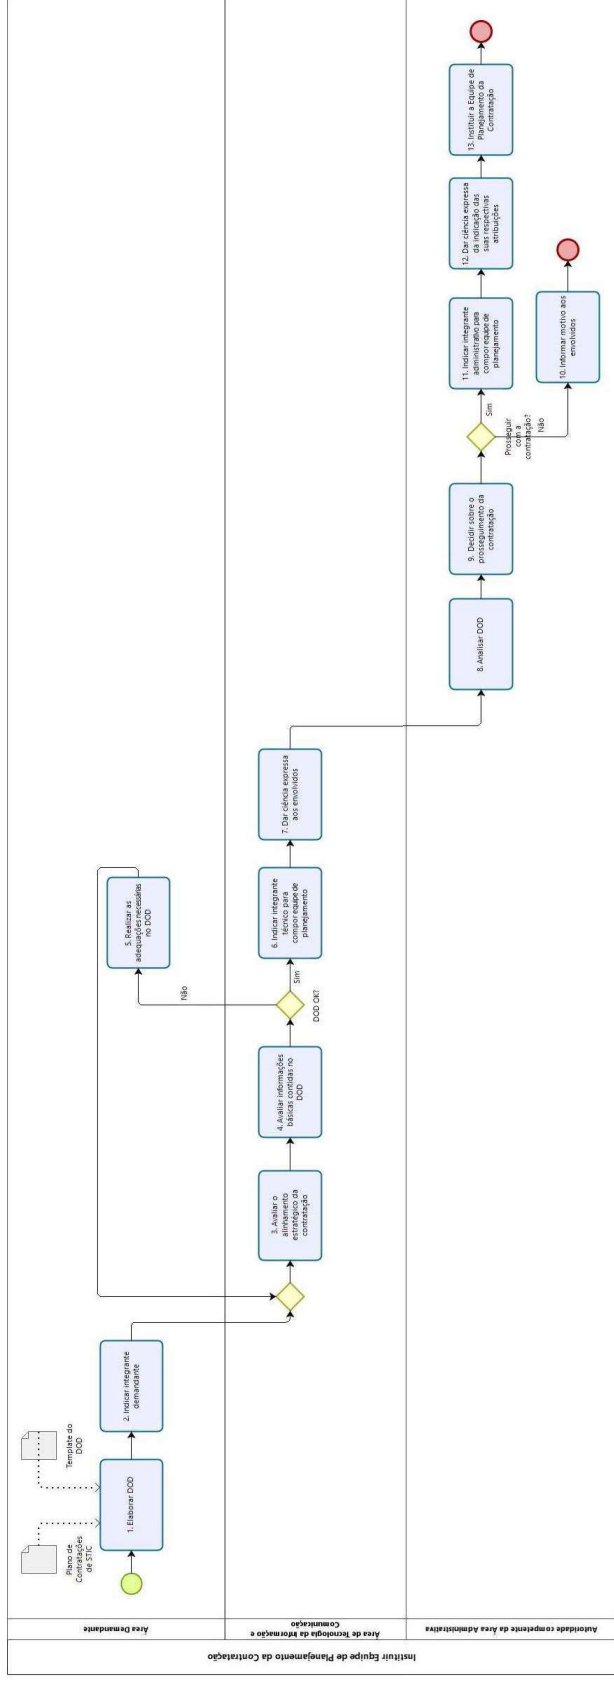 Instituir Equipe de Planejamento da Contratação
Área Demandante
Plano de
Contratações
de STIC
Template do
DOD
1. Elaborar DOD
2. Indicar integrante
demandante
5. Realizar as
adequações necessárias
no DOD
Não
Área de Tecnologia da Informação e
Comunicação
3. Avaliar o
alinhamento
estratégico da
contratação
4. Avaliar informações
básicas contidas no
DOD
DOD OK?
Sim
6. Indicar integrante
técnico para
compor equipe de
planejamento
7. Dar ciência expressa
aos envolvidos
Autoridade competente da Área Administrativa
8. Analisar DOD
9. Decidir sobre o
prosseguimento da
contratação
Prosseguir
com a
contratação?
Sim
Não
10. Informar motivo aos
envolvidos
11. Indicar integrante
administrativo para
compor equipe de
planejamento
12. Dar ciência expressa
da indicação das
suas respectivas
atribuições
13. Instituir a Equipe de
Planejamento da
Contratação